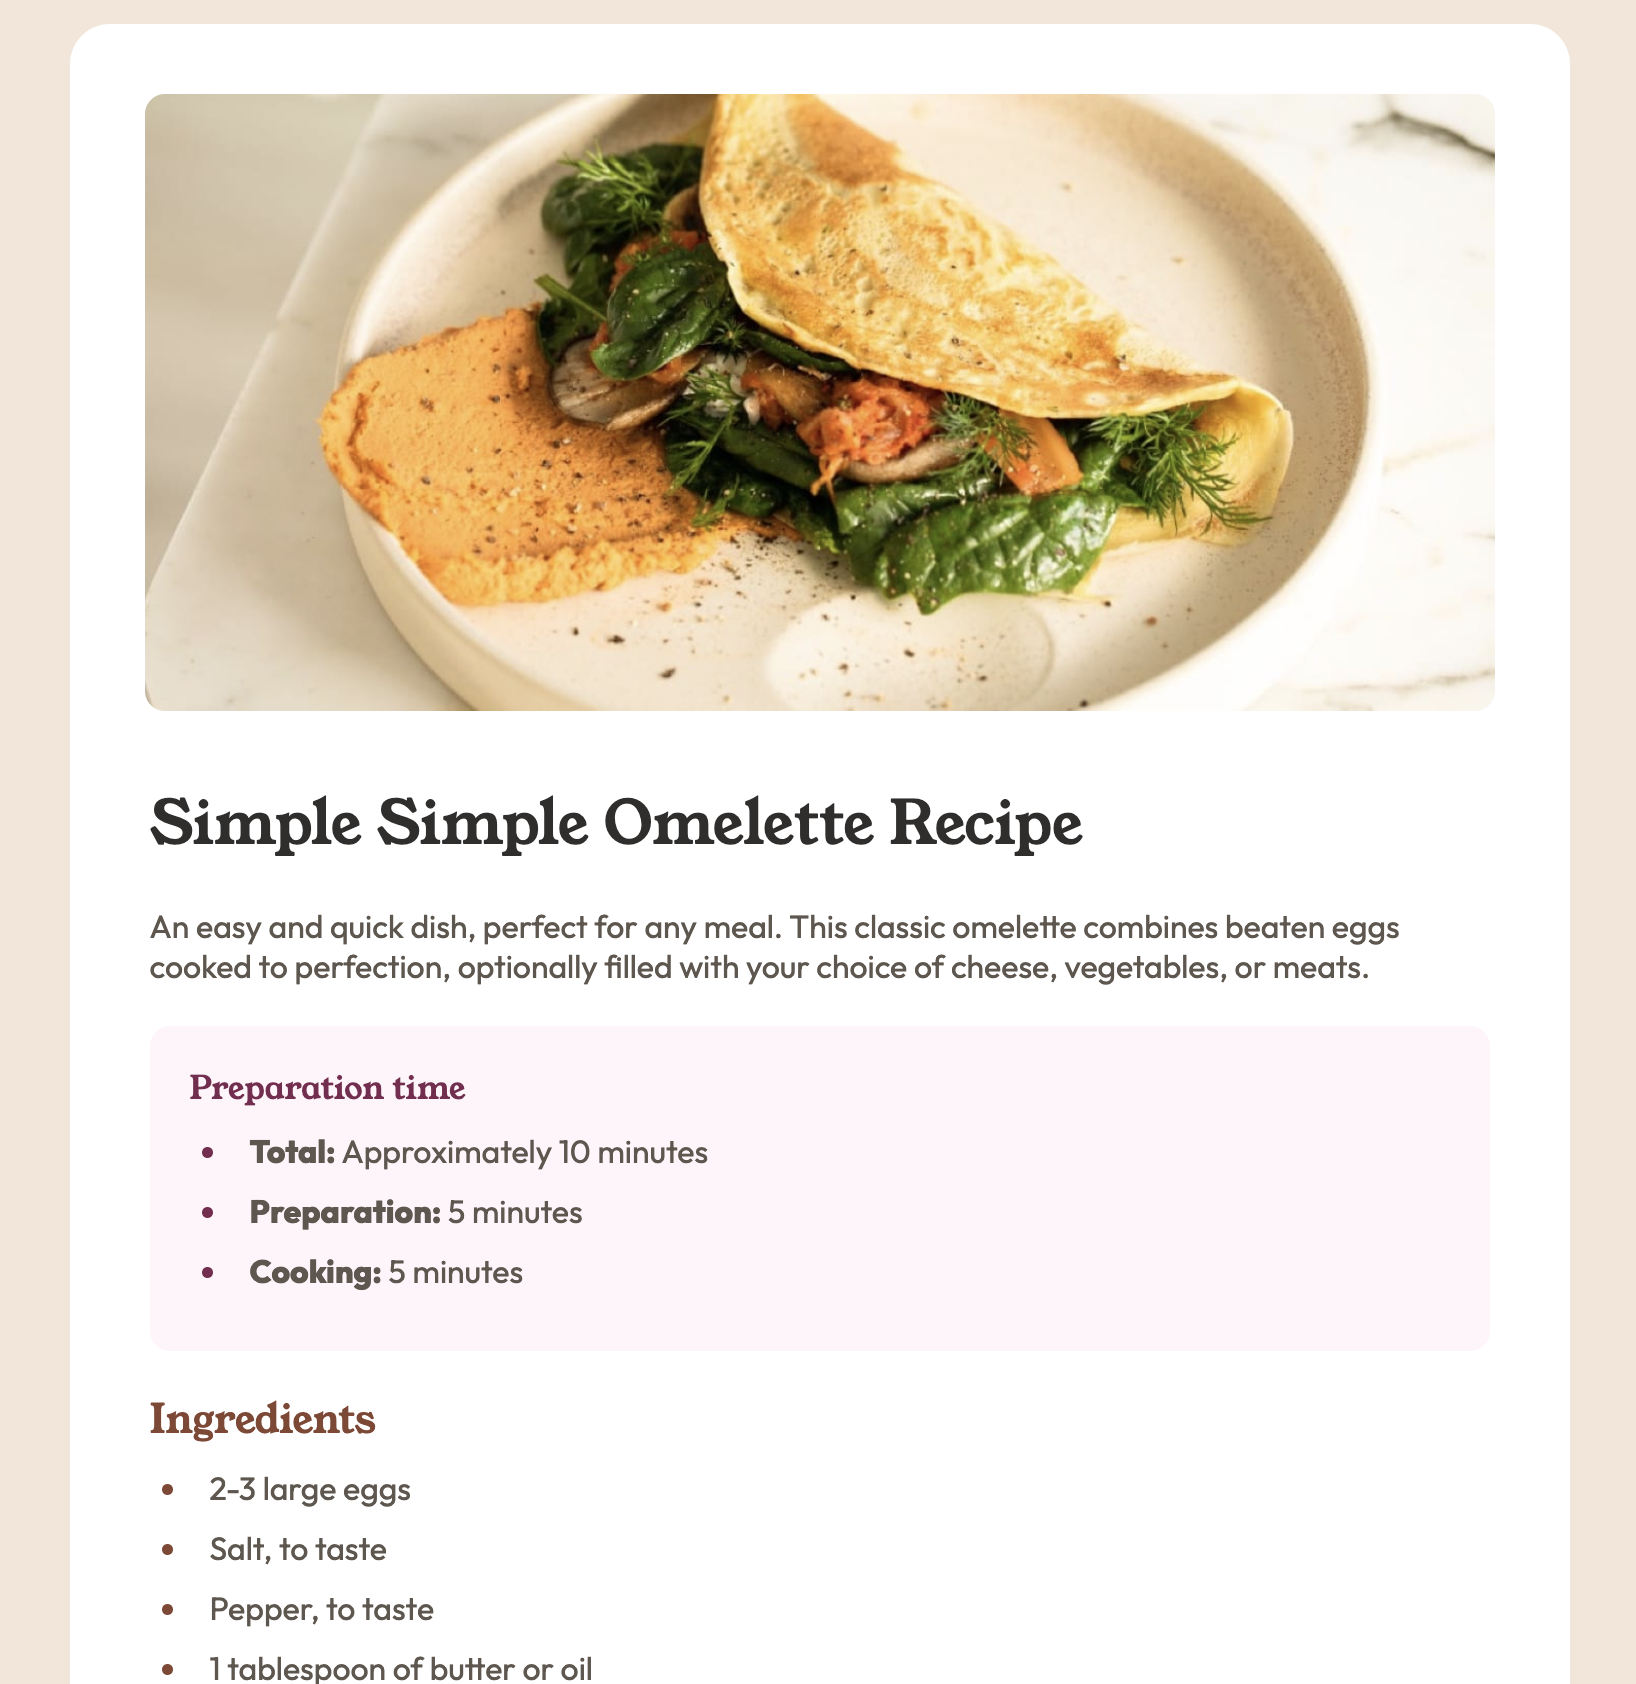 Simple Simple Omelette Recipe
An easy and quick dish, perfect for any meal. This classic omelette combines beaten eggs
cooked to perfection, optionally filled with your choice of cheese, vegetables, or meats.
Preparation time
• Total: Approximately 10 minutes
• Preparation: 5 minutes
• Cooking: 5 minutes
Ingredients
• 2-3 large eggs
• Salt, to taste
• Pepper, to taste
• 1 tablespoon of butter or oil